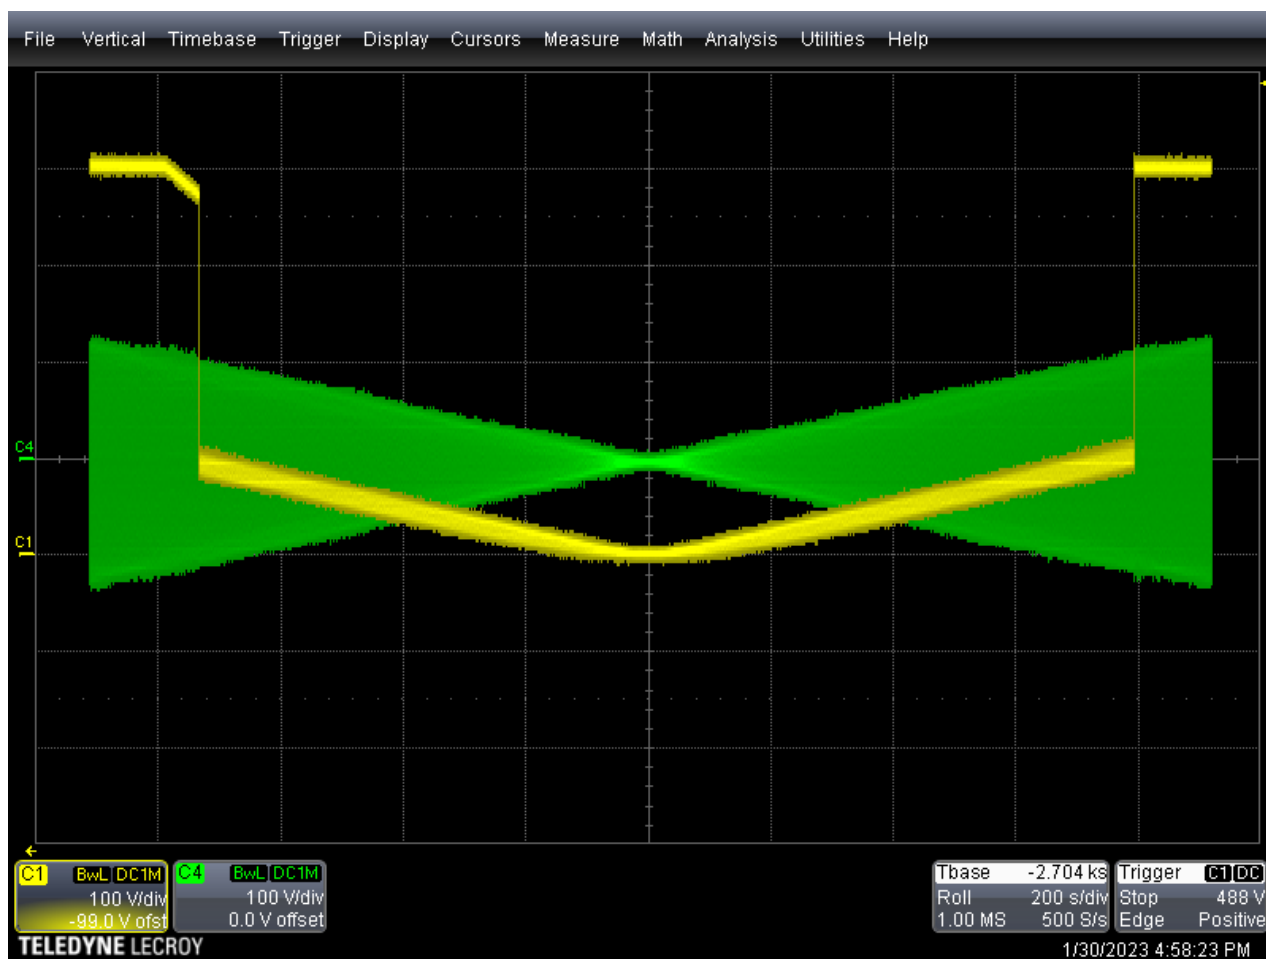 File Vertical Timebase Trigger Display Cursors Measure Math Analysis Utilities Help
C4
C1
C1 BwL DC1M C4 BwL DC1M Tbase -2.704 ks Trigger C1 DC
100 V/div 100 V/div Roll 200 s/div Stop 488 V
-99.0 V ofst 0.0 V offset 1.00 MS 500 S/s Edge Positive
TELEDYNE LECROY 1/30/2023 4:58:23 PM